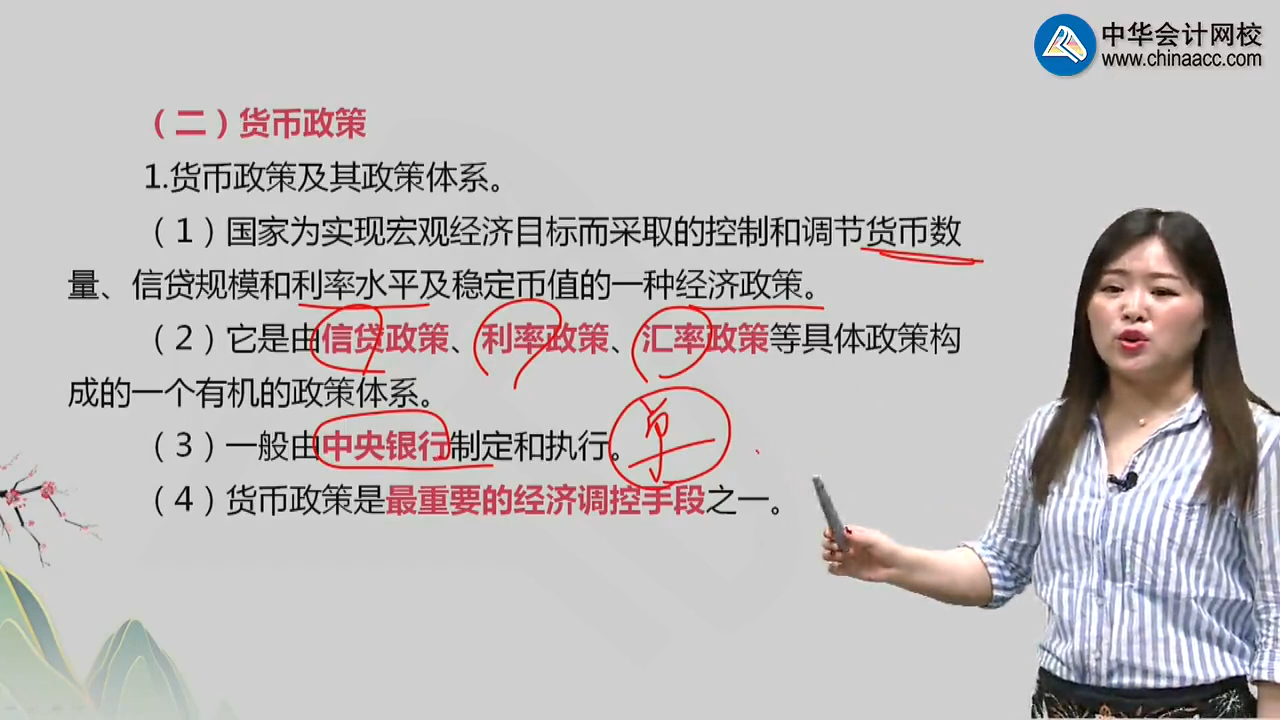 中华会计网校
www.chinaacc.com
（二）货币政策
1.货币政策及其政策体系。
（1）国家为实现宏观经济目标而采取的控制和调节货币数
量、信贷规模和利率水平及稳定币值的一种经济政策。
（2）它是由信贷政策、利率政策、汇率政策等具体政策构
成的一个有机的政策体系。
（3）一般由中央银行制定和执行。
单
（4）货币政策是最重要的经济调控手段之一。